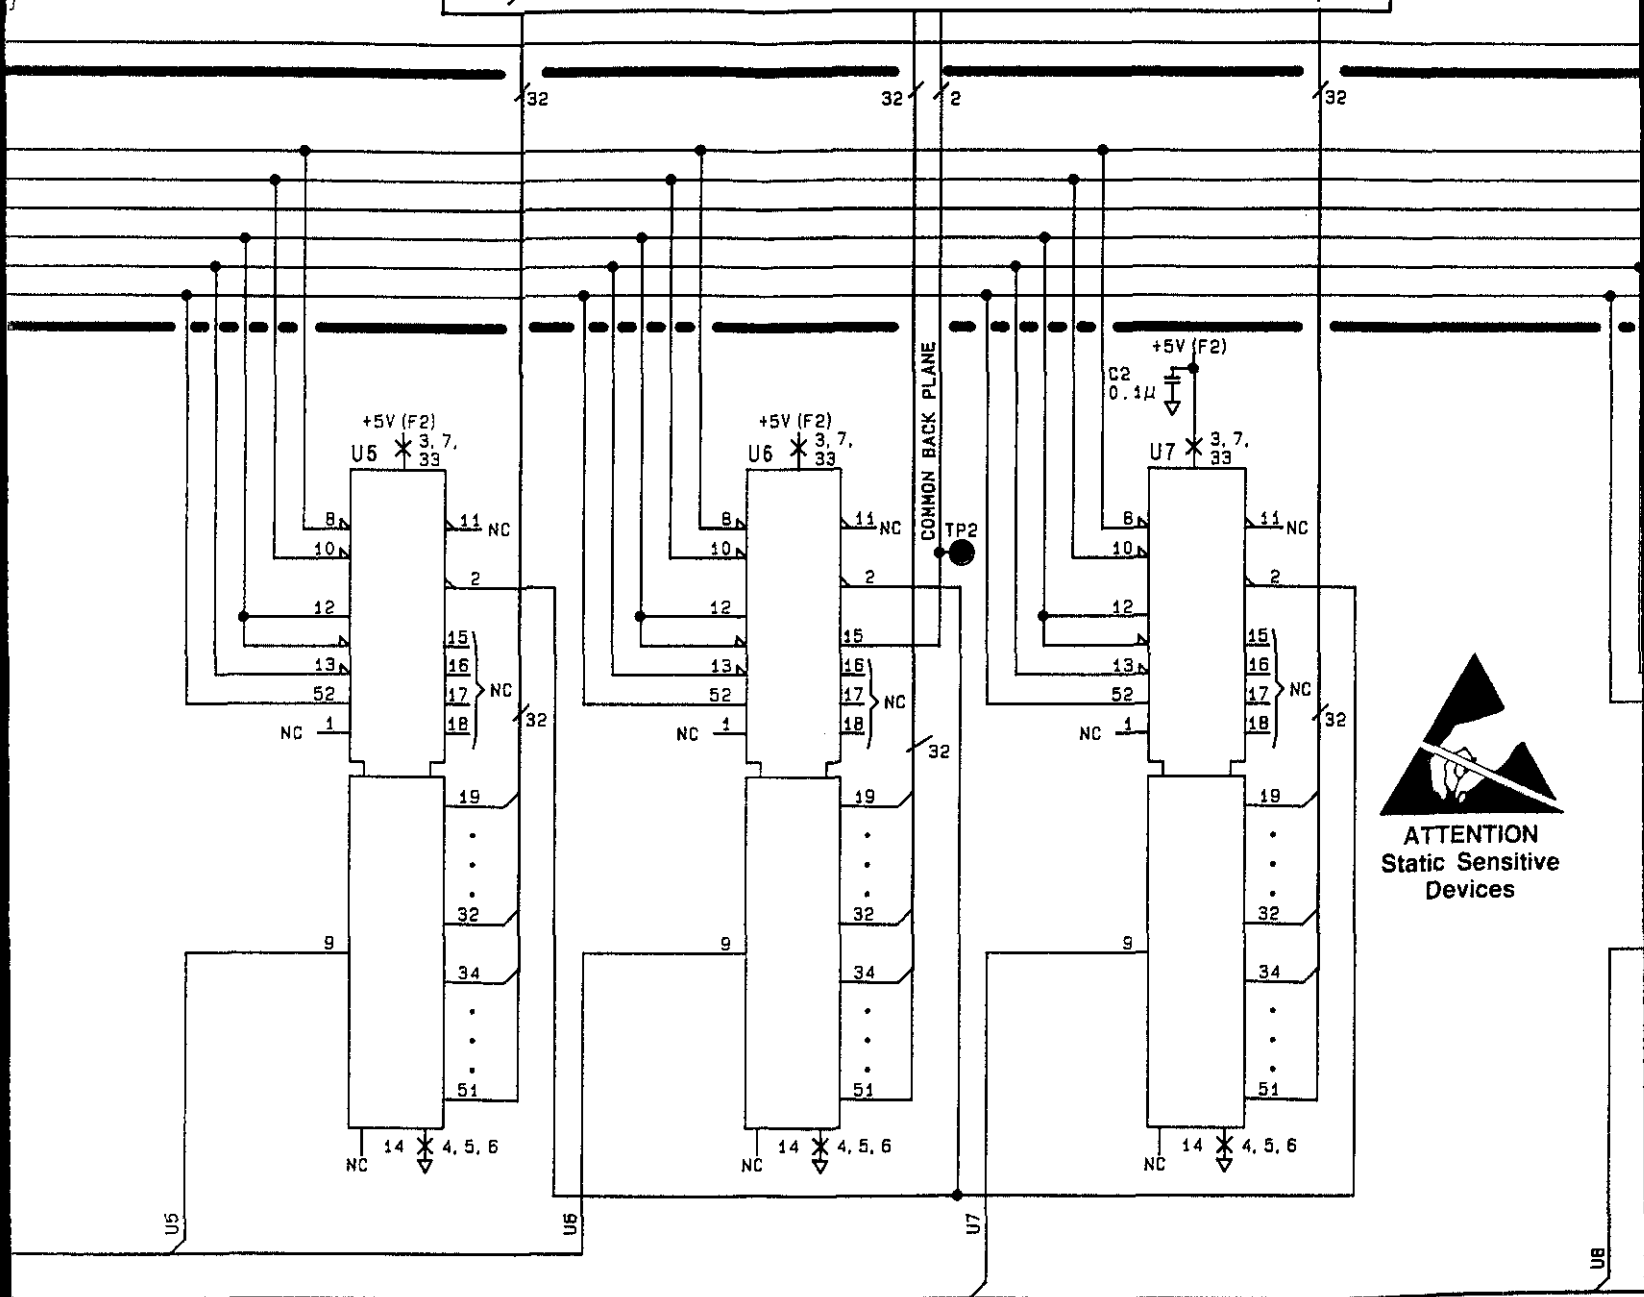 32
32
2
32
COMMON BACK PLANE
+5V (F2)
U5
3, 7,
33
8
10
12
13
52
NC 1
11 NC
2
15
16
17
18
NC
32
19
32
34
51
9
NC
14
4, 5, 6
U5
+5V (F2)
U6
3, 7,
33
8
10
12
13
52
NC 1
11 NC
2
15
16
17
18
NC
TP2
32
19
32
34
51
9
NC
14
4, 5, 6
U6
+5V (F2)
C2
0.1µ
U7
3, 7,
33
8
10
12
13
52
NC 1
11 NC
2
15
16
17
18
NC
32
19
32
34
51
9
NC
14
4, 5, 6
U7
ATTENTION
Static Sensitive
Devices
U8